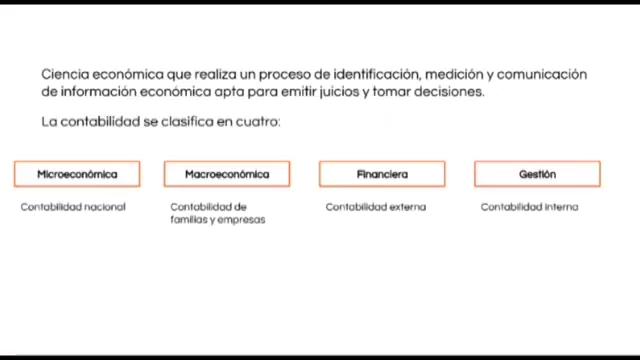 Ciencia económica que realiza un proceso de identificación, medición y comunicación
de información económica apta para emitir juicios y tomar decisiones.
La contabilidad se clasifica en cuatro:
Microeconómica
Contabilidad nacional
Macroeconómica
Contabilidad de
familias y empresas
Financiera
Contabilidad externa
Gestión
Contabilidad interna